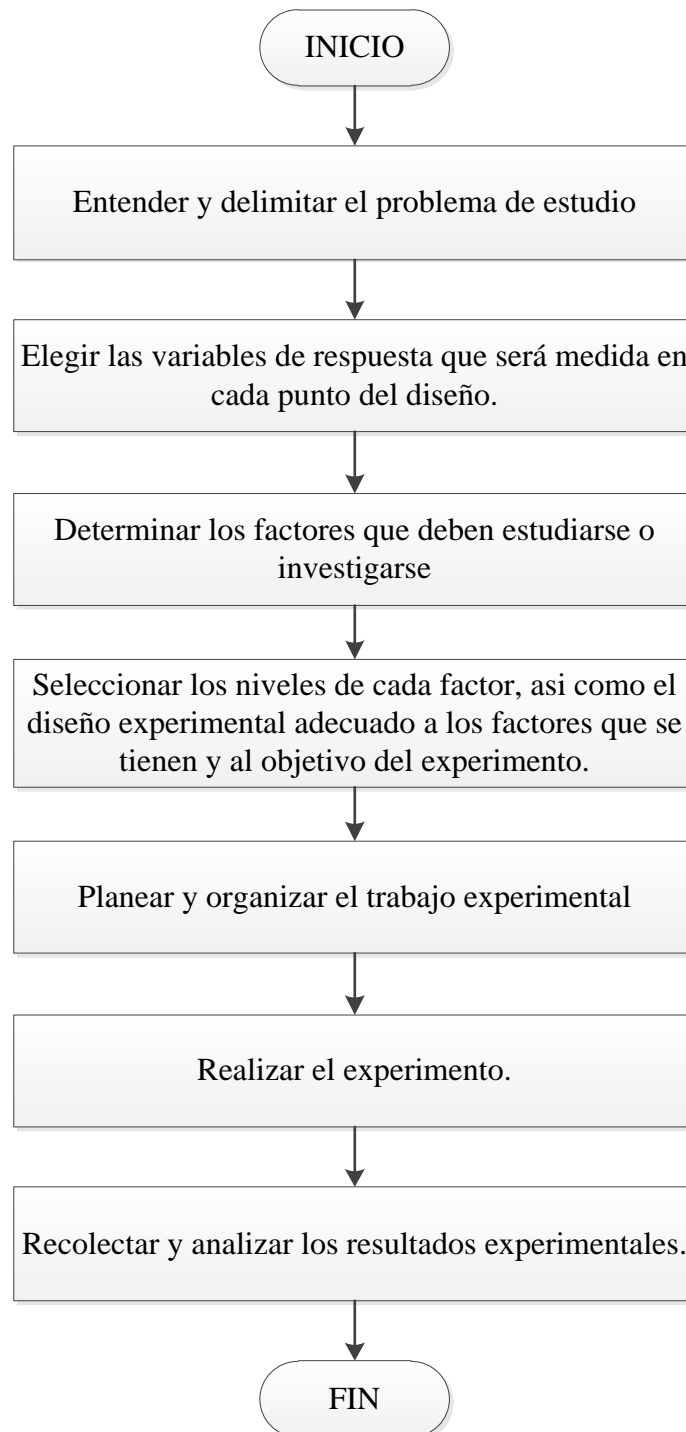 INICIO
Entender y delimitar el problema de estudio
Elegir las variables de respuesta que será medida en
cada punto del diseño.
Determinar los factores que deben estudiarse o
investigarse
Seleccionar los niveles de cada factor, asi como el
diseño experimental adecuado a los factores que se
tienen y al objetivo del experimento.
Planear y organizar el trabajo experimental
Realizar el experimento.
Recolectar y analizar los resultados experimentales.
FIN